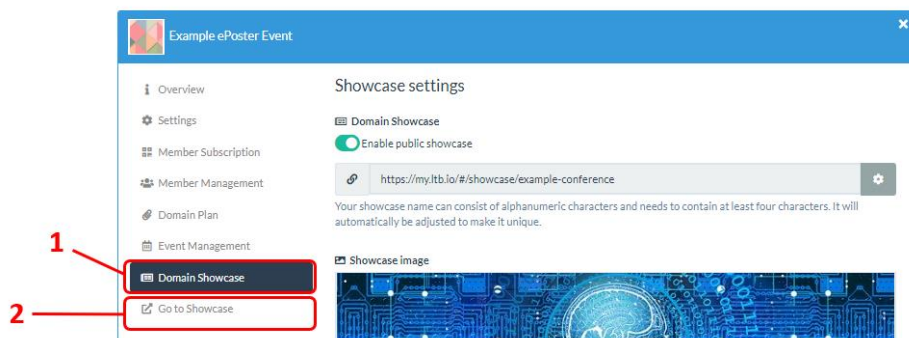 Example ePoster Event
×
Overview
Settings
Member Subscription
Member Management
Domain Plan
Event Management
1
Domain Showcase
2
Go to Showcase
Showcase settings
Domain Showcase
Enable public showcase
https://my.ltb.io/#/showcase/example-conference
Your showcase name can consist of alphanumeric characters and needs to contain at least four characters. It will
automatically be adjusted to make it unique.
Showcase image